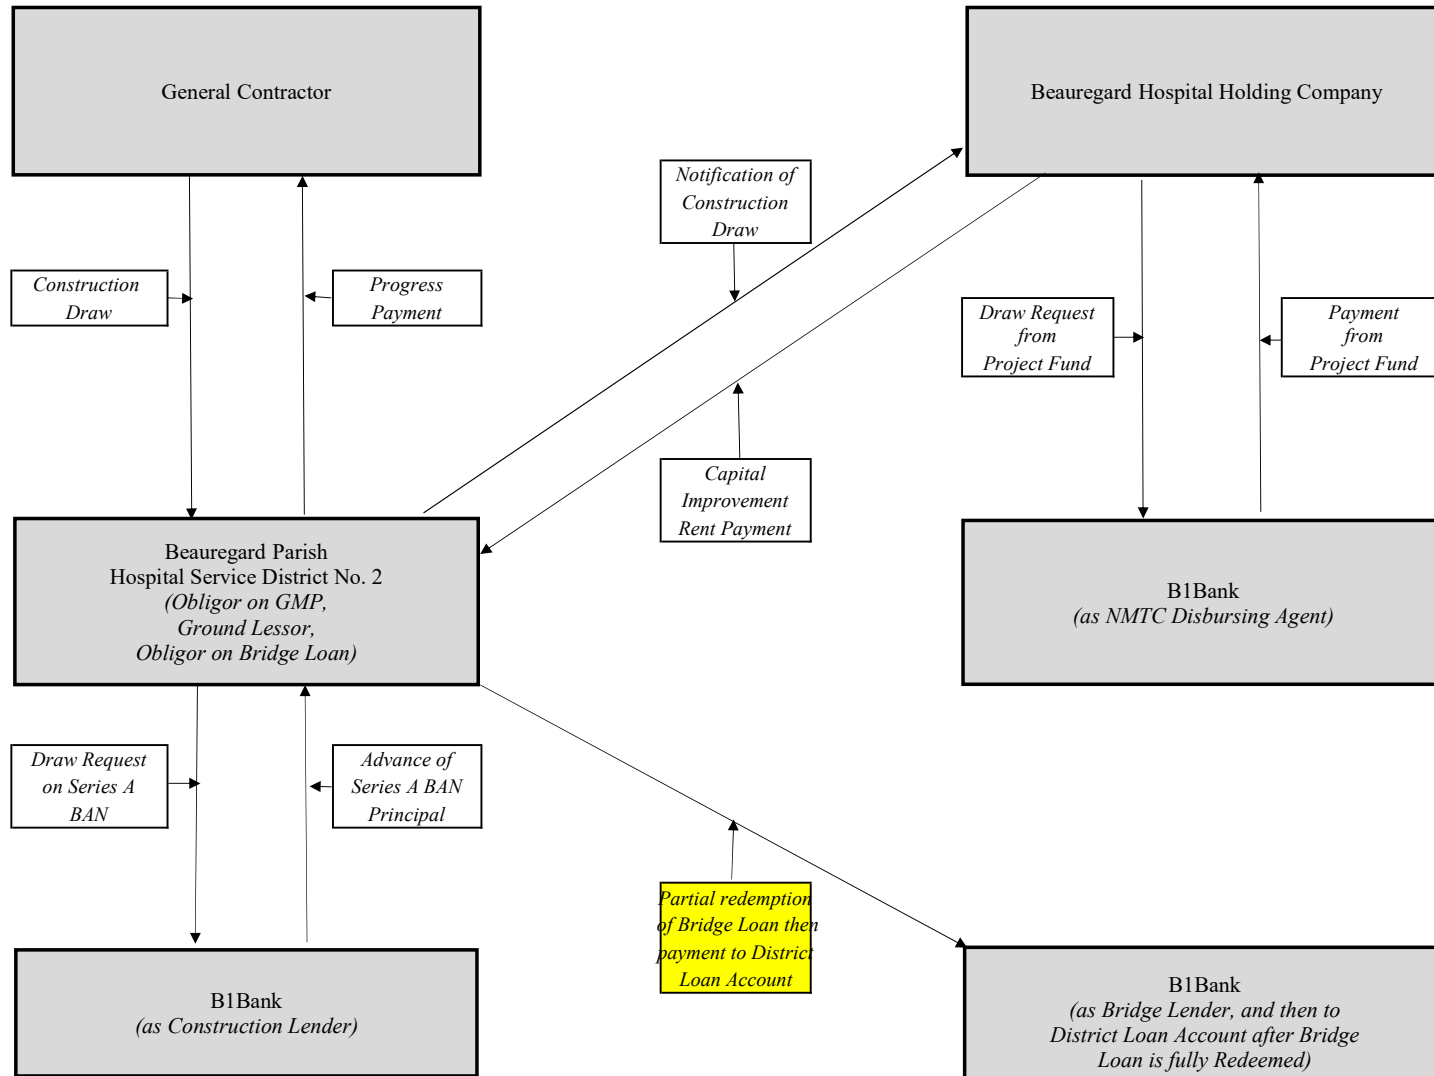 General Contractor
Beauregard Hospital Holding Company
Notification of
Construction
Draw
Construction
Draw
Progress
Payment
Draw Request
from
Project Fund
Payment
from
Project Fund
Capital
Improvement
Rent Payment
Beauregard Parish
Hospital Service District No. 2
(Obligor on GMP,
Ground Lessor,
Obligor on Bridge Loan)
B1Bank
(as NMTC Disbursing Agent)
Draw Request
on Series A
BAN
Advance of
Series A BAN
Principal
Partial redemption
of Bridge Loan then
payment to District
Loan Account
B1Bank
(as Construction Lender)
B1Bank
(as Bridge Lender, and then to
District Loan Account after Bridge
Loan is fully Redeemed)